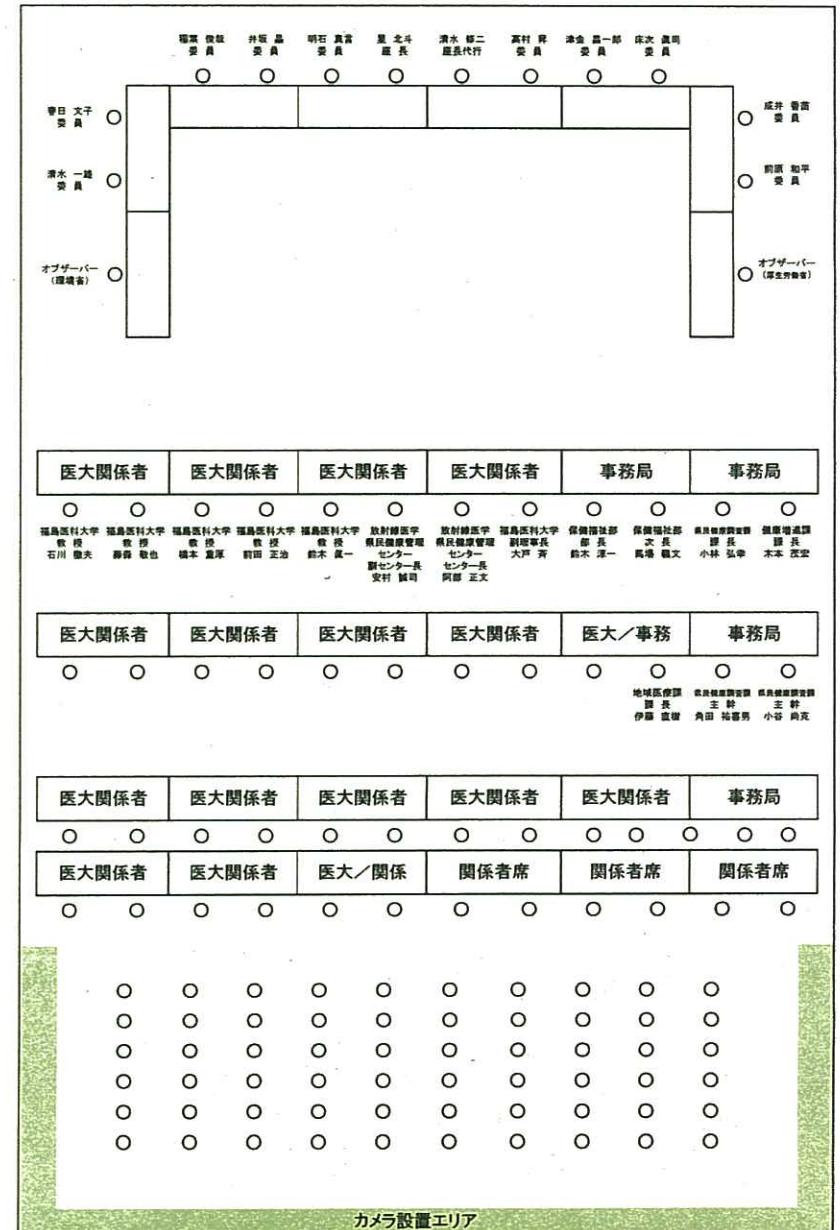 稲葉 俊哉 井坂 晶 明石 真言 星 北斗 清水 修二 高村 昇 津金 昌一郎 床次 眞司
委 員 委 員 委 員 座 長 座長代行 委 員 委 員 委 員
春日 文子
委 員
成井 香苗
委 員
清水 一雄
委 員
前原 和平
委 員
オブザーバー
(環境省)
オブザーバー
(厚生労働省)
医大関係者 医大関係者 医大関係者 医大関係者 事務局 事務局
福島医科大学
教 授
石川 徹夫
福島医科大学
教 授
藤森 敬也
福島医科大学
教 授
橋本 重厚
福島医科大学
教 授
前田 正治
福島医科大学
教 授
鈴木 眞一
放射線医学
県民健康管理
センター
副センター長
安村 誠司
放射線医学
県民健康管理
センター
センター長
阿部 正文
福島医科大学
副理事長
大戸 斉
保健福祉部
部 長
鈴木 淳一
保健福祉部
次 長
馬場 義文
県民健康調査課
課 長
小林 弘幸
健康増進課
課 長
木本 茂宏
医大関係者 医大関係者 医大関係者 医大関係者 医大／事務 事務局
地域医療課
課 長
伊藤 直樹
県民健康調査課
主 幹
角田 祐喜男
県民健康調査課
主 幹
小谷 尚克
医大関係者 医大関係者 医大関係者 医大関係者 医大関係者 事務局
医大関係者 医大関係者 医大／関係 関係者席 関係者席 関係者席
カメラ設置エリア